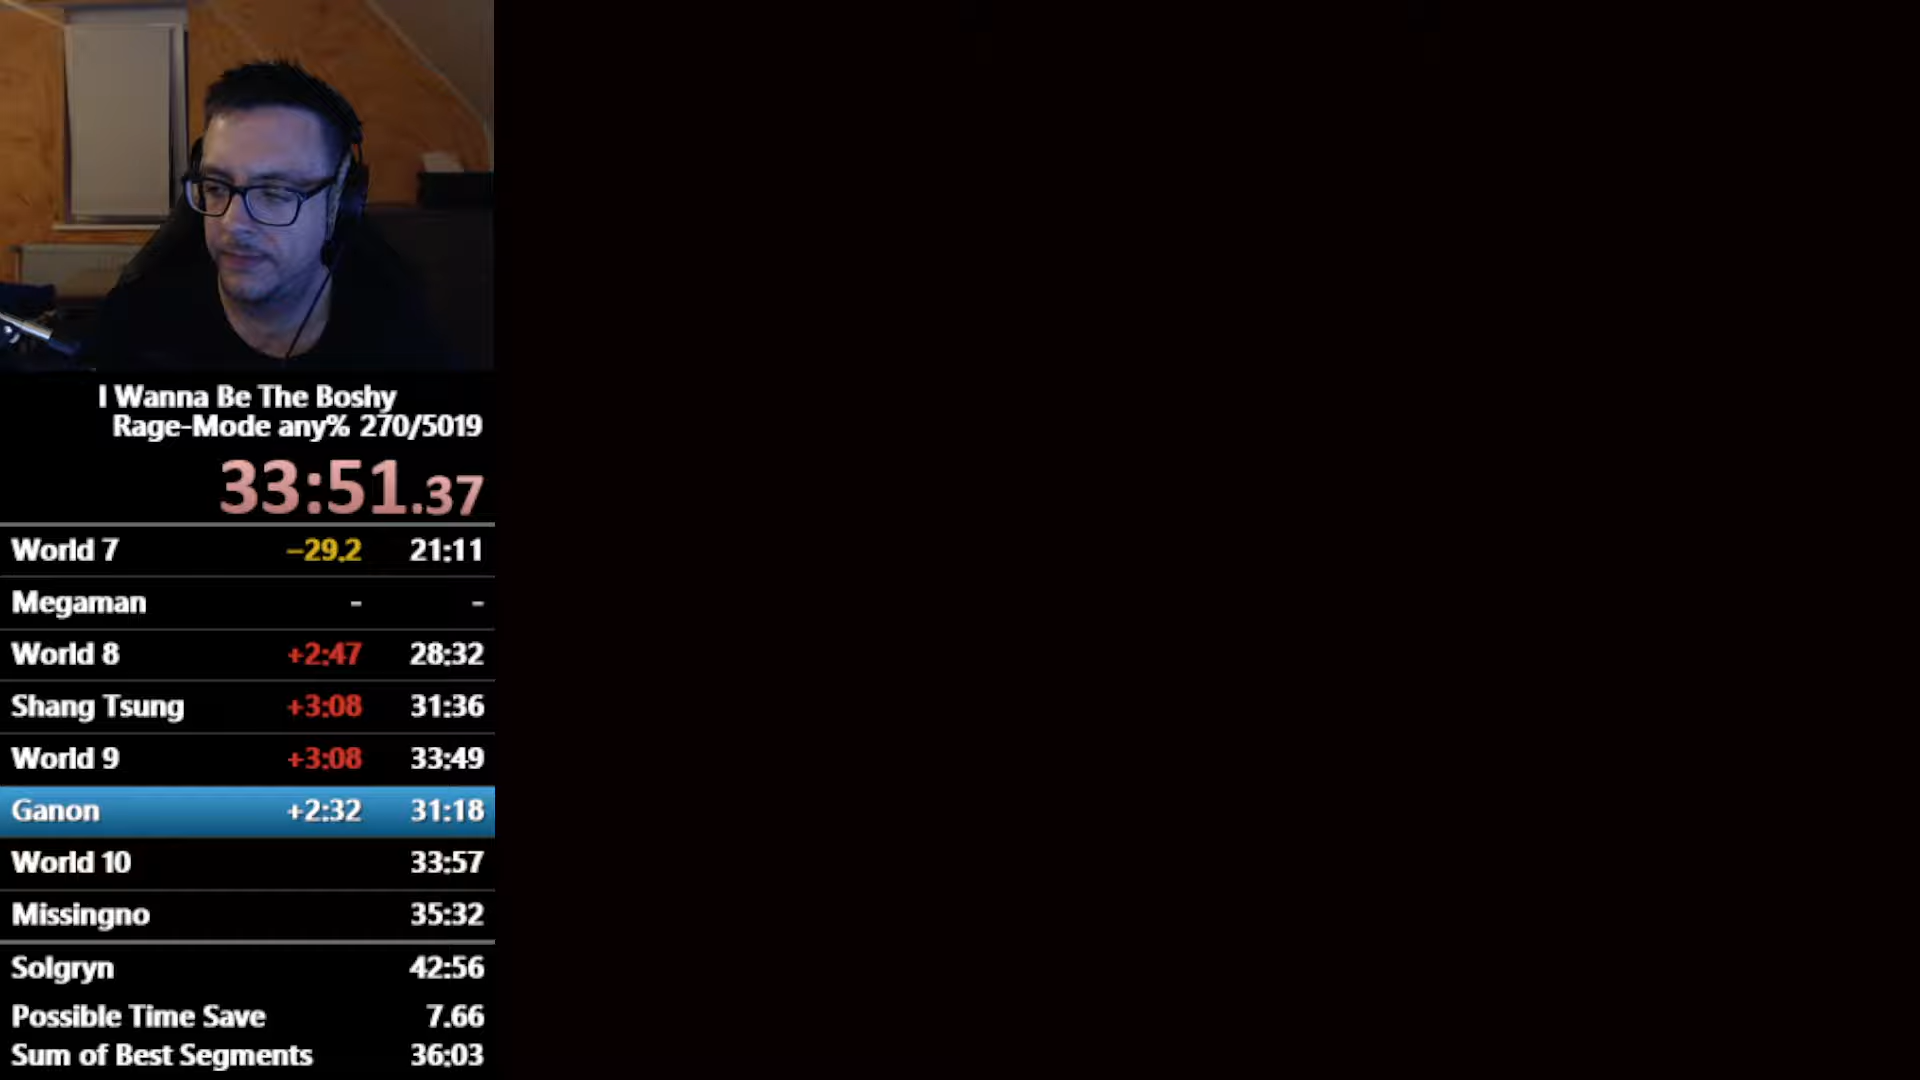 I Wanna Be The Boshy
Rage-Mode any% 270/5019
33:51.37
World 7 −29.2 21:11
Megaman - -
World 8 +2:47 28:32
Shang Tsung +3:08 31:36
World 9 +3:08 33:49
Ganon +2:32 31:18
World 10 33:57
Missingno 35:32
Solgryn 42:56
Possible Time Save 7.66
Sum of Best Segments 36:03